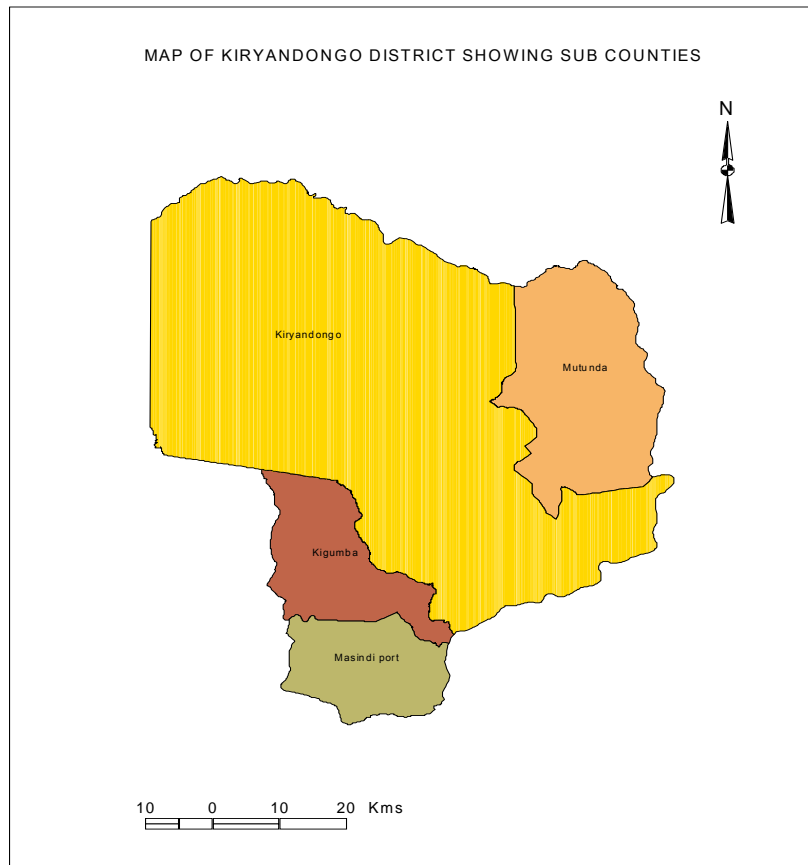 MAP OF KIRYANDONGO DISTRICT SHOWING SUB COUNTIES
N
Kiryandongo
Mutunda
Kigumba
Masindi port
10 0 10 20 Kms